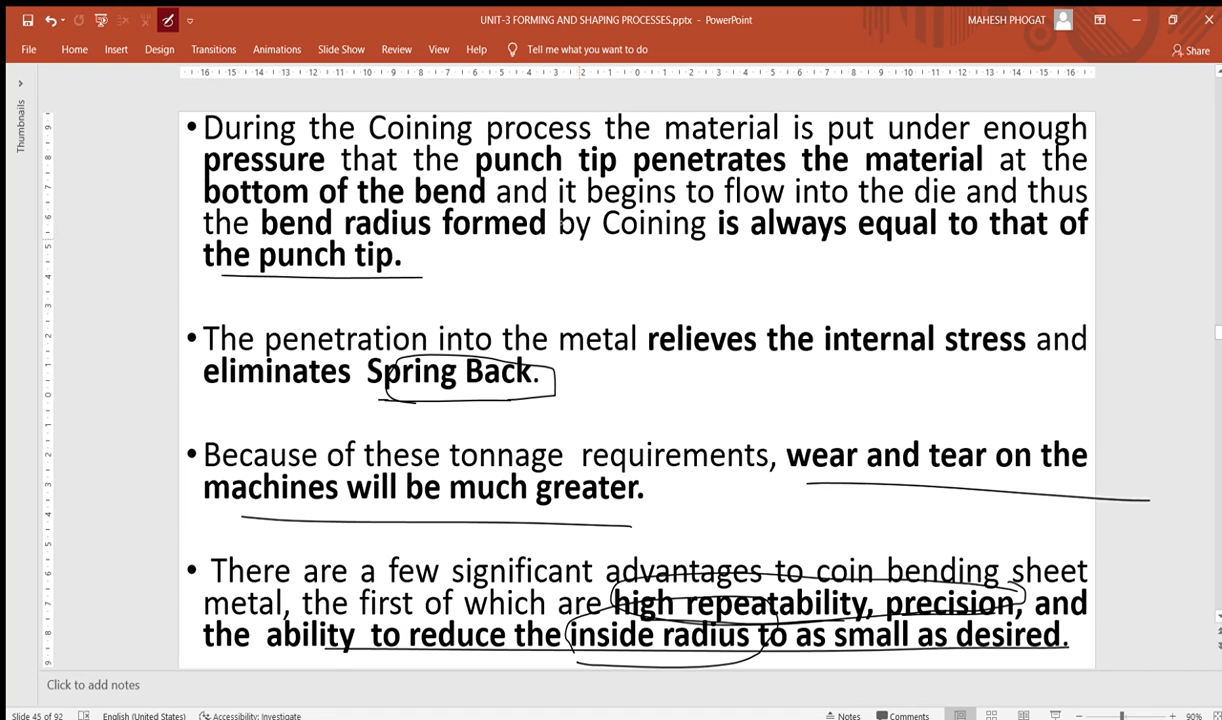 UNIT-3 FORMING AND SHAPING PROCESSES.pptx - PowerPoint
MAHESH PHOGAT
File Home Insert Draw Design Transitions Animations Slide Show Review View Help Tell me what you want to do Share
Thumbnails
• During the Coining process the material is put under enough
pressure that the punch tip penetrates the material at the
bottom of the bend and it begins to flow into the die and thus
the bend radius formed by Coining is always equal to that of
the punch tip.
• The penetration into the metal relieves the internal stress and
eliminates Spring Back.
• Because of these tonnage requirements, wear and tear on the
machines will be much greater.
• There are a few significant advantages to coin bending sheet
metal, the first of which are high repeatability, precision, and
the ability to reduce the inside radius to as small as desired.
Click to add notes
Slide 45 of 92 English (United States) Accessibility: Investigate Notes Comments 90%